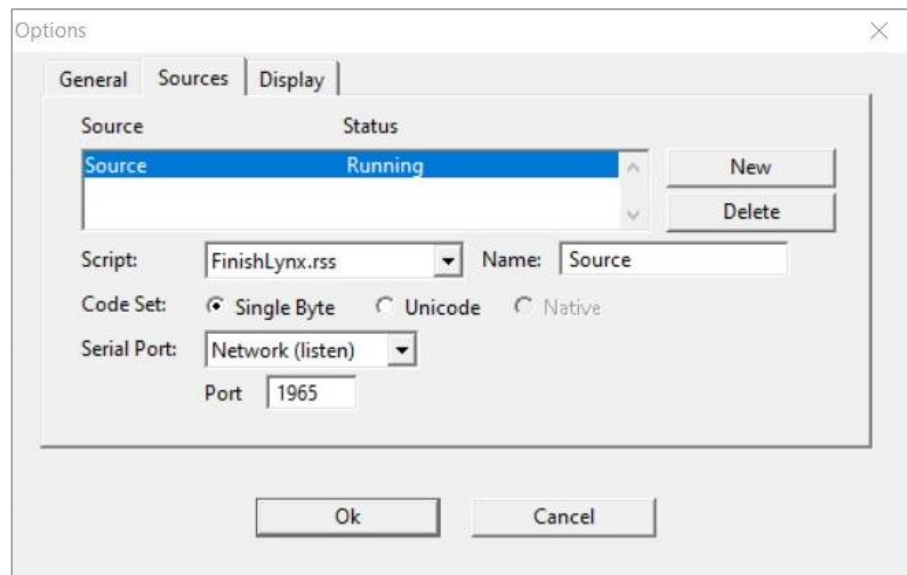 Options
General Sources Display
Source Status
Source Running
New
Delete
Script: FinishLynx.rss Name: Source
Code Set: Single Byte Unicode Native
Serial Port: Network (listen)
Port 1965
Ok Cancel